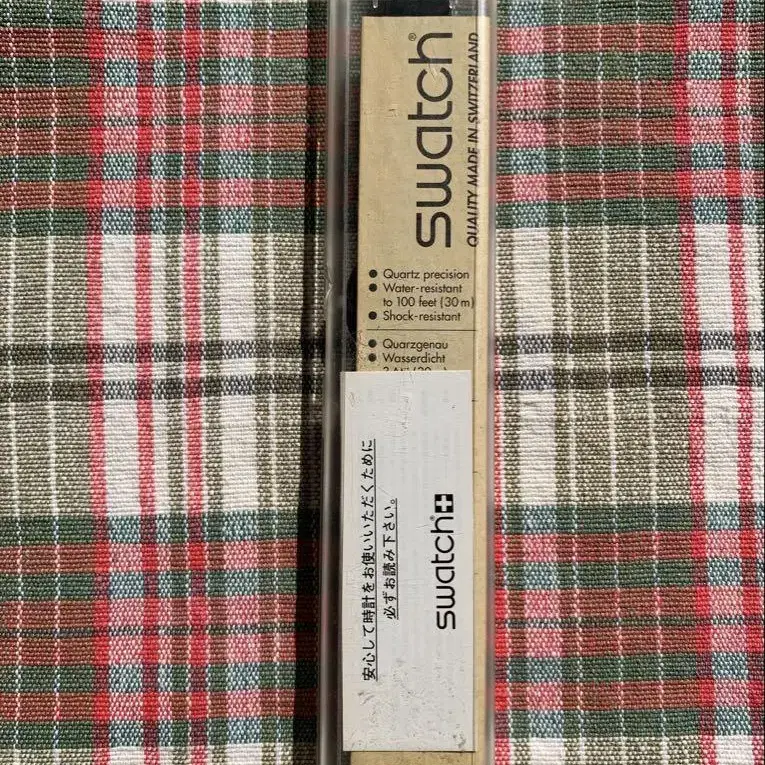 swatch
QUALITY MADE IN SWITZERLAND
● Quartz precision
● Water-resistant
to 100 feet (30 m)
● Shock-resistant
● Quarzgenau
● Wasserdicht
安心して時計をお使いいただくために
必ずお読み下さい。
swatch